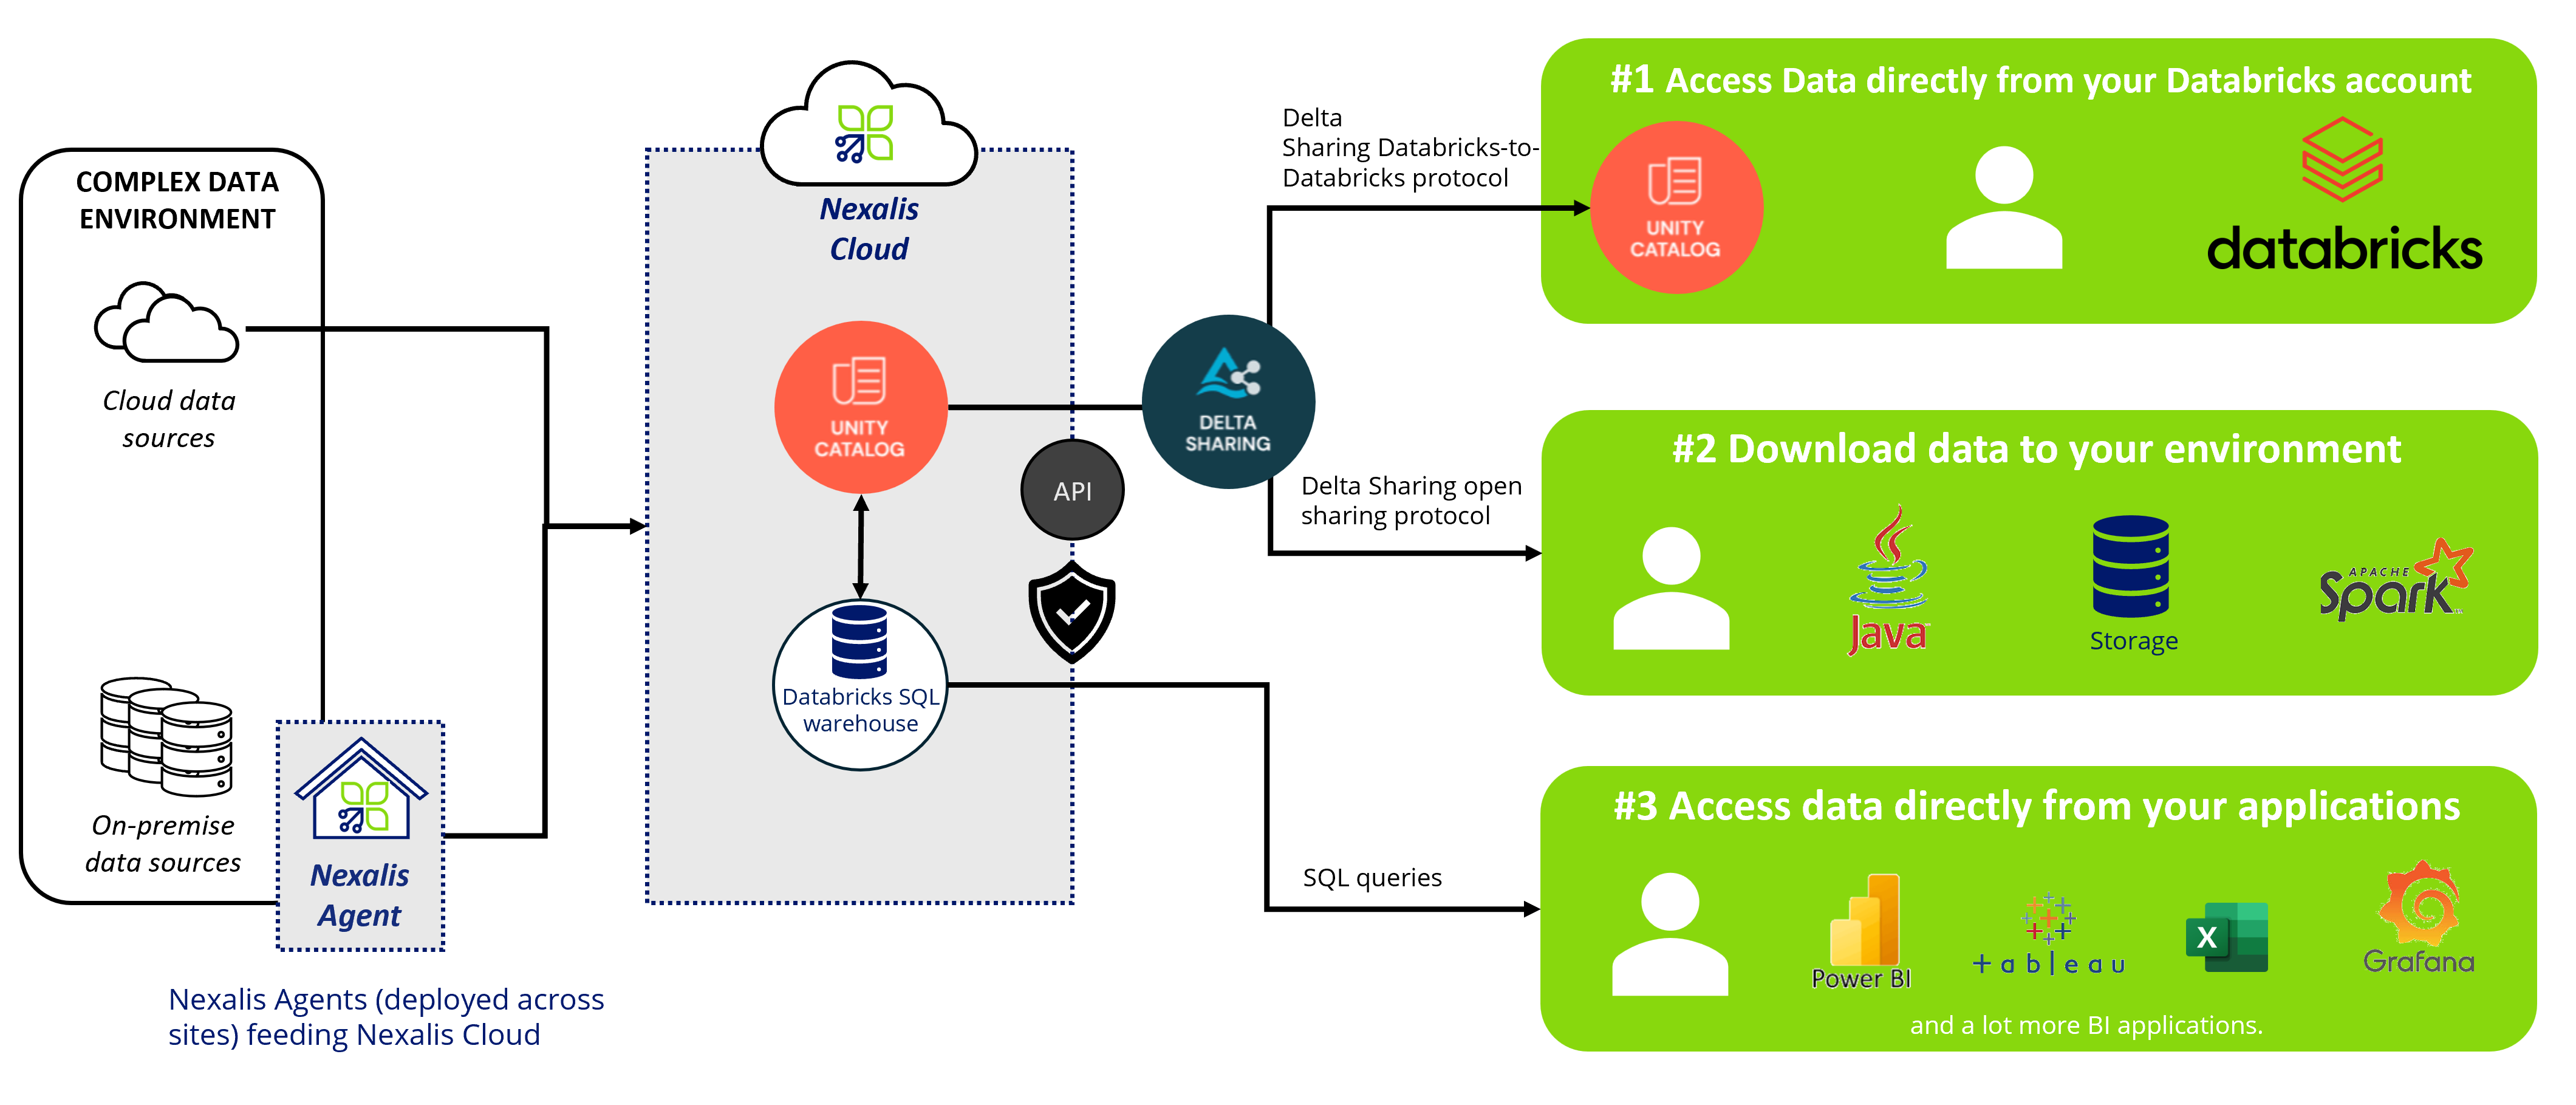 COMPLEX DATA
ENVIRONMENT
Cloud data
sources
On-premise
data sources
Nexalis
Agent
Nexalis Agents (deployed across
sites) feeding Nexalis Cloud
Nexalis
Cloud
UNITY
CATALOG
API
Databricks SQL
warehouse
DELTA
SHARING
Delta
Sharing Databricks-to-
Databricks protocol
Delta Sharing open
sharing protocol
SQL queries
#1 Access Data directly from your Databricks account
UNITY
CATALOG
databricks
#2 Download data to your environment
Java
Storage
APACHE
Spark
#3 Access data directly from your applications
Power BI
+ableau
X
Grafana
and a lot more BI applications.